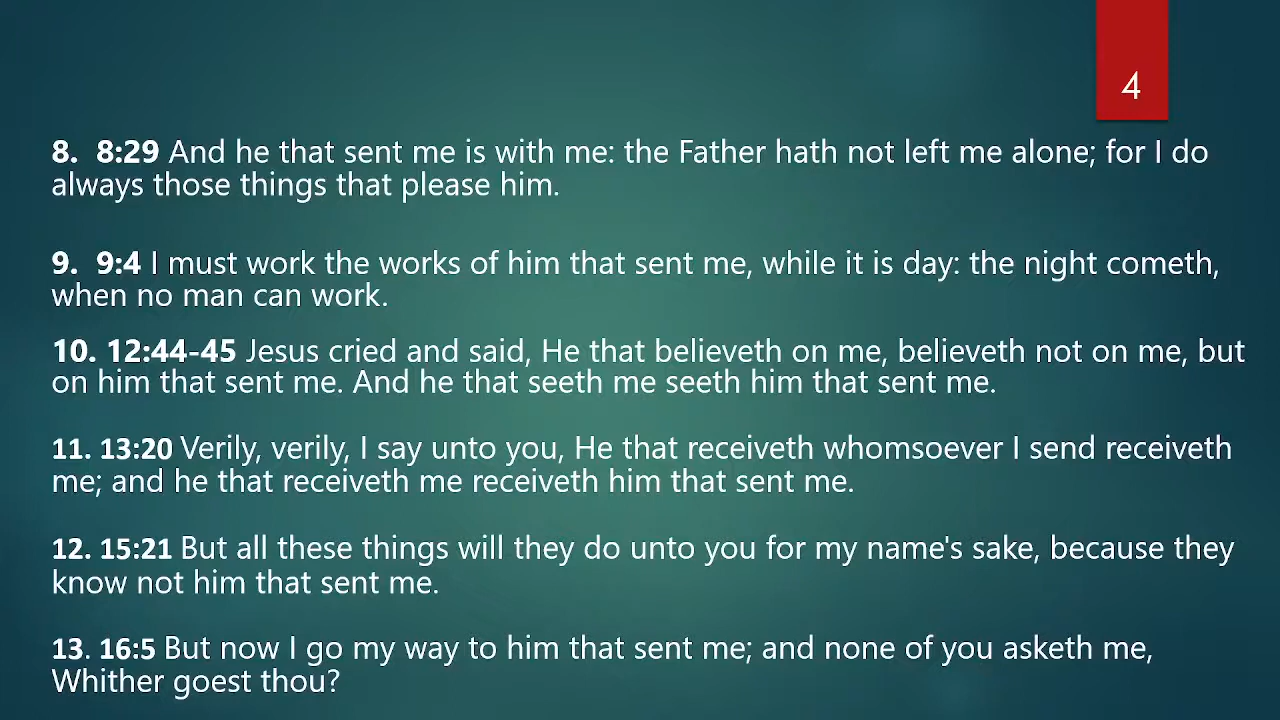 4
8. 8:29 And he that sent me is with me: the Father hath not left me alone; for I do
always those things that please him.
9. 9:4 I must work the works of him that sent me, while it is day: the night cometh,
when no man can work.
10. 12:44-45 Jesus cried and said, He that believeth on me, believeth not on me, but
on him that sent me. And he that seeth me seeth him that sent me.
11. 13:20 Verily, verily, I say unto you, He that receiveth whomsoever I send receiveth
me; and he that receiveth me receiveth him that sent me.
12. 15:21 But all these things will they do unto you for my name's sake, because they
know not him that sent me.
13. 16:5 But now I go my way to him that sent me; and none of you asketh me,
Whither goest thou?